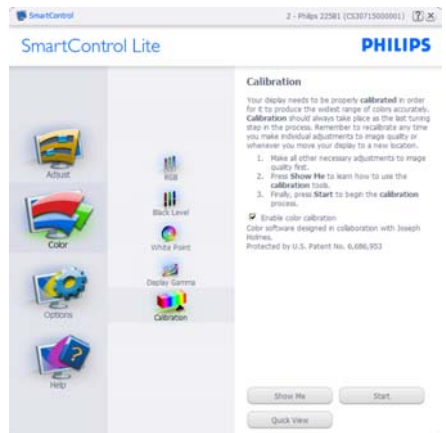 SmartControl
2 - Philips 225B1 (CS30715000001)
SmartControl Lite
PHILIPS
Adjust
Color
Options
Help
RGB
Black Level
White Point
Display Gamma
Calibration
Calibration
Your display needs to be properly calibrated in order
for it to produce the widest range of colors accurately.
Calibration should always take place as the last tuning
step in the process. Remember to recalibrate any time
you make individual adjustments to image quality or
whenever you move your display to a new location.
1. Make all other necessary adjustments to image
quality first.
2. Press Show Me to learn how to use the
calibration tools.
3. Finally, press Start to begin the calibration
process.
Enable color calibration
Color software designed in collaboration with Joseph
Holmes.
Protected by U.S. Patent No. 6,686,953
Show Me
Start
Quick View